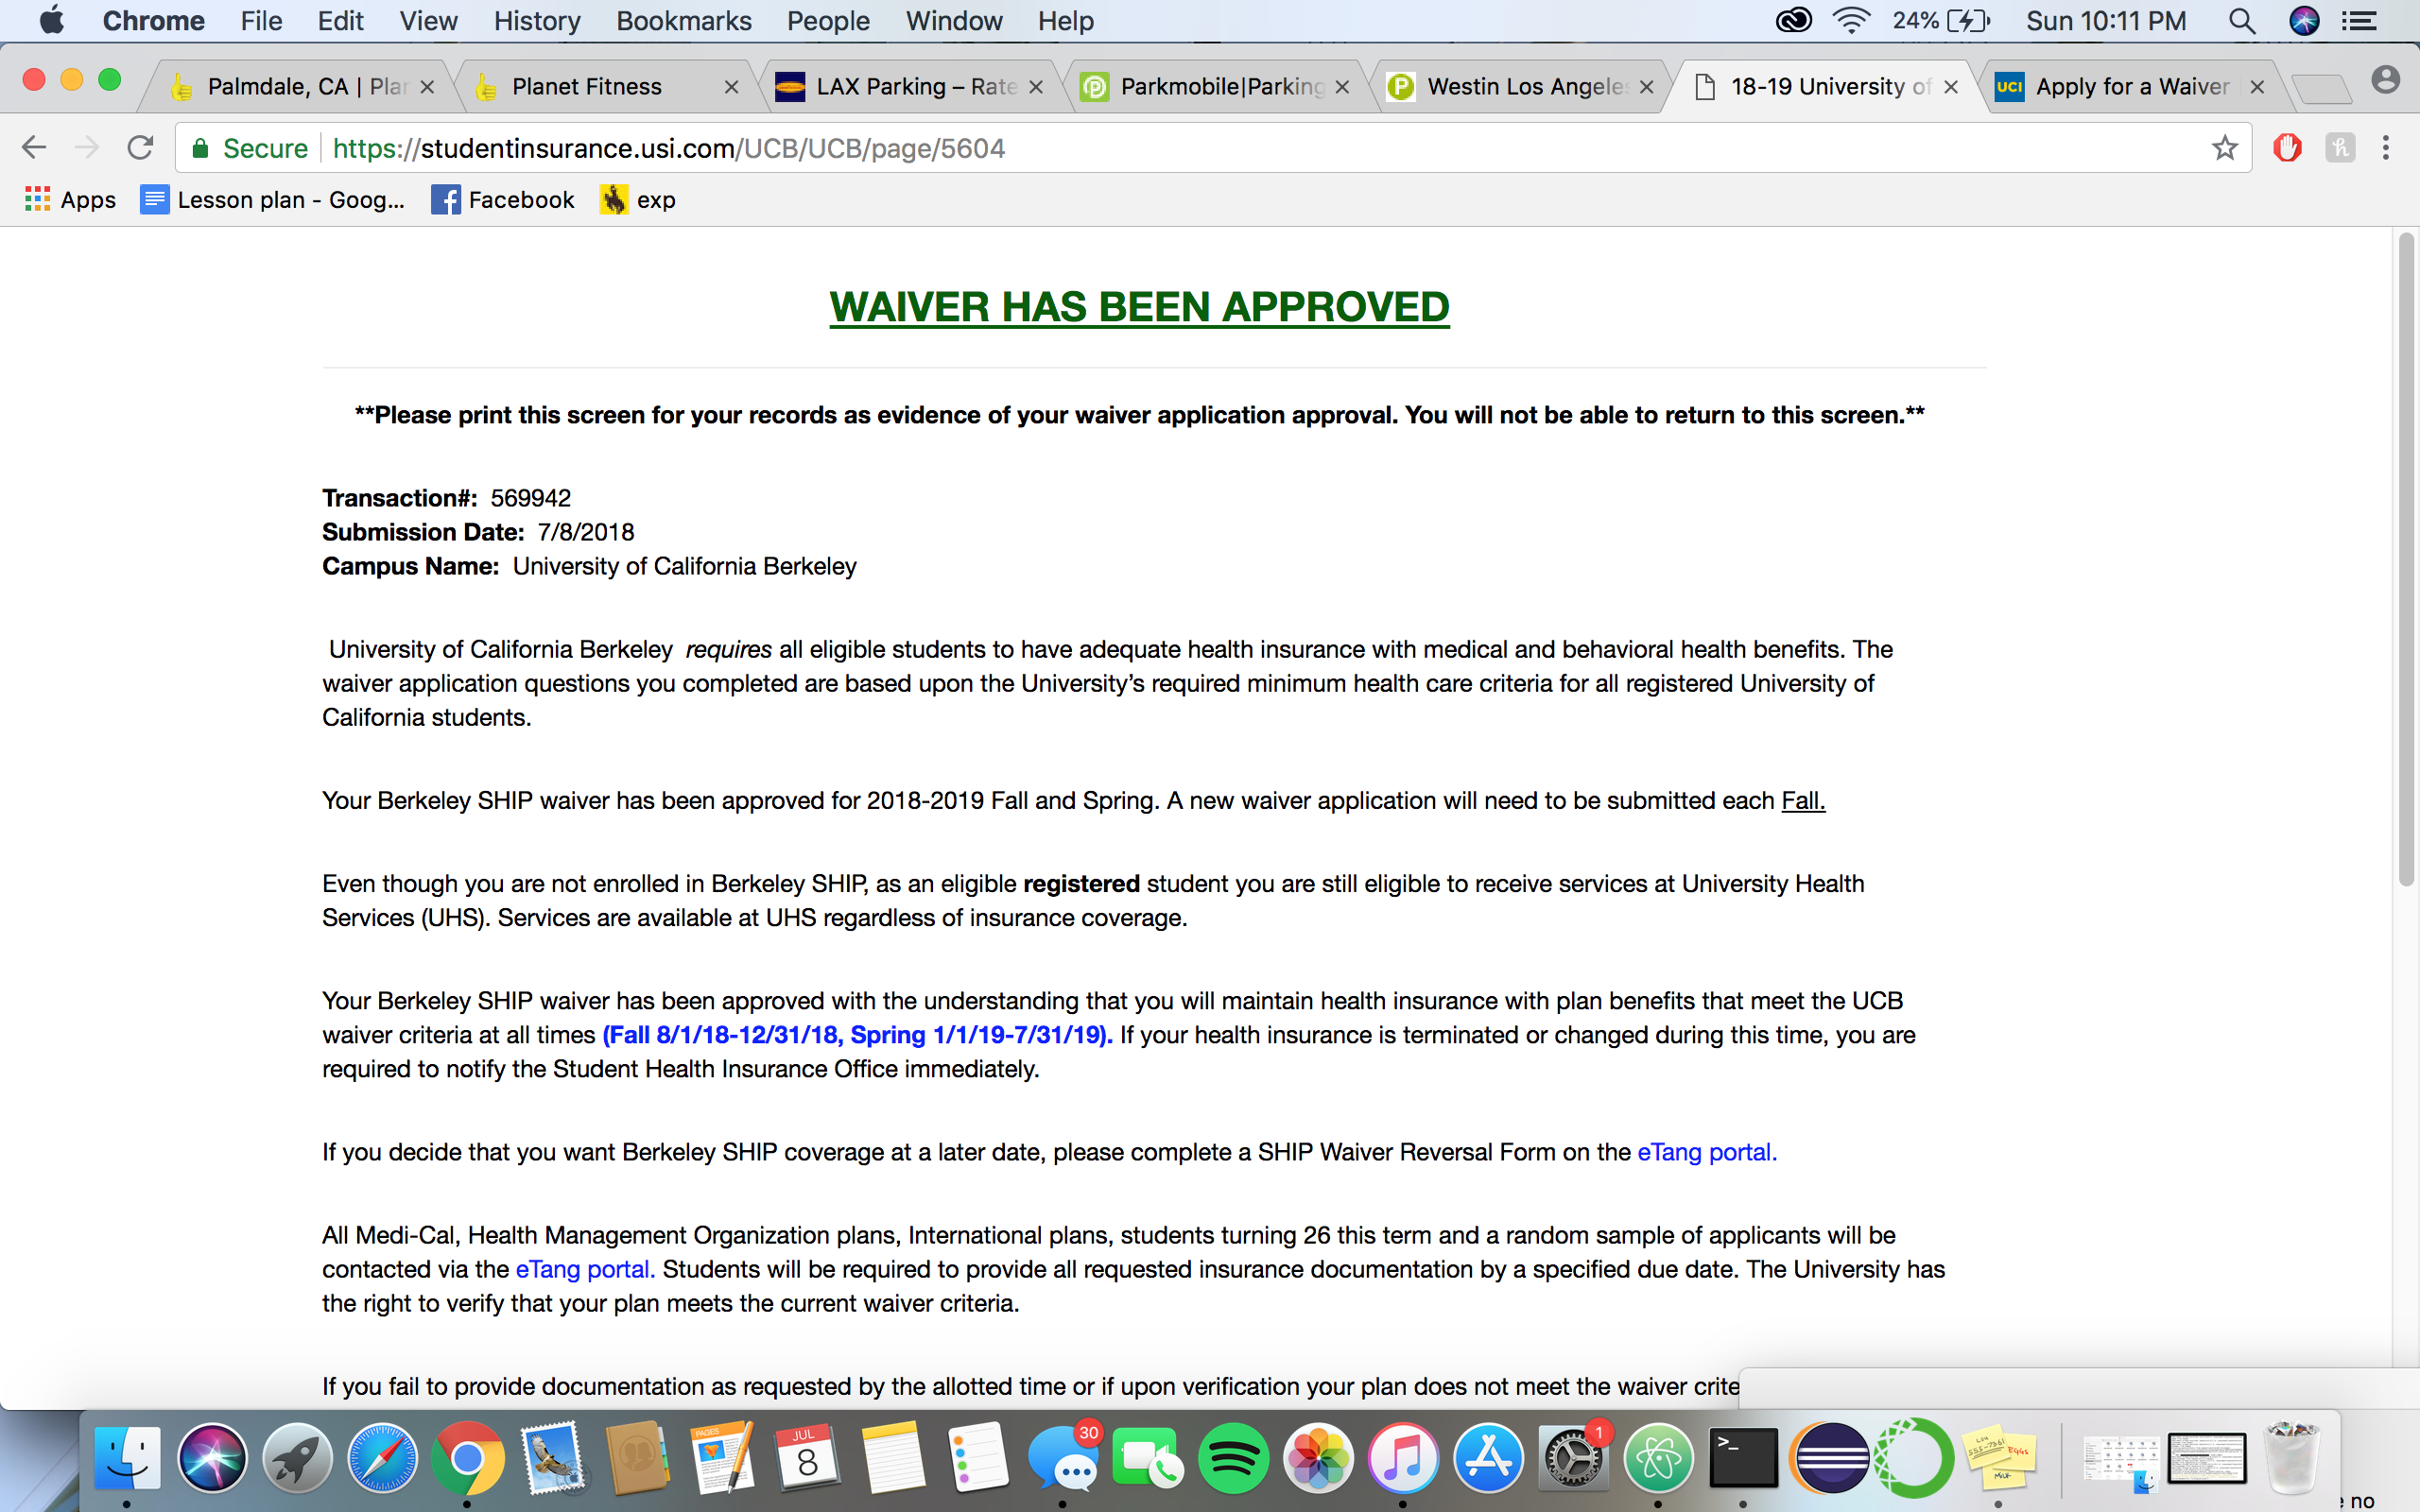 Chrome File Edit View History Bookmarks People Window Help 24% Sun 10:11 PM
Palmdale, CA | Plan Planet Fitness LAX Parking – Rate Parkmobile|Parking Westin Los Angeles 18-19 University of UCI Apply for a Waiver
Secure https://studentinsurance.usi.com/UCB/UCB/page/5604
Apps Lesson plan - Goog... Facebook exp
WAIVER HAS BEEN APPROVED
**Please print this screen for your records as evidence of your waiver application approval. You will not be able to return to this screen.**
Transaction#: 569942
Submission Date: 7/8/2018
Campus Name: University of California Berkeley
University of California Berkeley requires all eligible students to have adequate health insurance with medical and behavioral health benefits. The
waiver application questions you completed are based upon the University’s required minimum health care criteria for all registered University of
California students.
Your Berkeley SHIP waiver has been approved for 2018-2019 Fall and Spring. A new waiver application will need to be submitted each Fall.
Even though you are not enrolled in Berkeley SHIP, as an eligible registered student you are still eligible to receive services at University Health
Services (UHS). Services are available at UHS regardless of insurance coverage.
Your Berkeley SHIP waiver has been approved with the understanding that you will maintain health insurance with plan benefits that meet the UCB
waiver criteria at all times (Fall 8/1/18-12/31/18, Spring 1/1/19-7/31/19). If your health insurance is terminated or changed during this time, you are
required to notify the Student Health Insurance Office immediately.
If you decide that you want Berkeley SHIP coverage at a later date, please complete a SHIP Waiver Reversal Form on the eTang portal.
All Medi-Cal, Health Management Organization plans, International plans, students turning 26 this term and a random sample of applicants will be
contacted via the eTang portal. Students will be required to provide all requested insurance documentation by a specified due date. The University has
the right to verify that your plan meets the current waiver criteria.
If you fail to provide documentation as requested by the allotted time or if upon verification your plan does not meet the waiver crite
PAGES JUL 8 30 1 >_ 555-7361 Eggs Milk
no